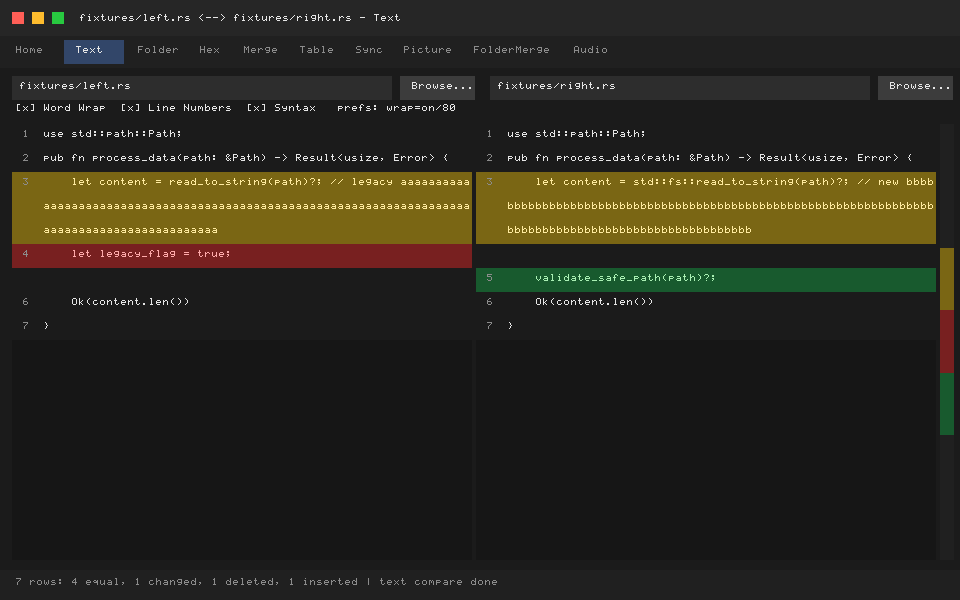 fixtures/left.rs <--> fixtures/right.rs - Text
Home Text Folder Hex Merge Table Sync Picture FolderMerge Audio
fixtures/left.rs Browse... fixtures/right.rs Browse...
[x] Word Wrap [x] Line Numbers [x] Syntax prefs: wrap=on/80
1 use std::path::Path;
2 pub fn process_data(path: &Path) -> Result<usize, Error> {
3 let content = read_to_string(path)?; // legacy aaaaaaaaaa
aaaaaaaaaaaaaaaaaaaaaaaaaaaaaaaaaaaaaaaaaaaaaaaaaaaaaaaaaaaaa
aaaaaaaaaaaaaaaaaaaaaaaaa
4 let legacy_flag = true;
6 Ok(content.len())
7 }
1 use std::path::Path;
2 pub fn process_data(path: &Path) -> Result<usize, Error> {
3 let content = std::fs::read_to_string(path)?; // new bbbb
bbbbbbbbbbbbbbbbbbbbbbbbbbbbbbbbbbbbbbbbbbbbbbbbbbbbbbbbbbbbb
bbbbbbbbbbbbbbbbbbbbbbbbbbbbbbbbbbb
5 validate_safe_path(path)?;
6 Ok(content.len())
7 }
7 rows: 4 equal, 1 changed, 1 deleted, 1 inserted | text compare done